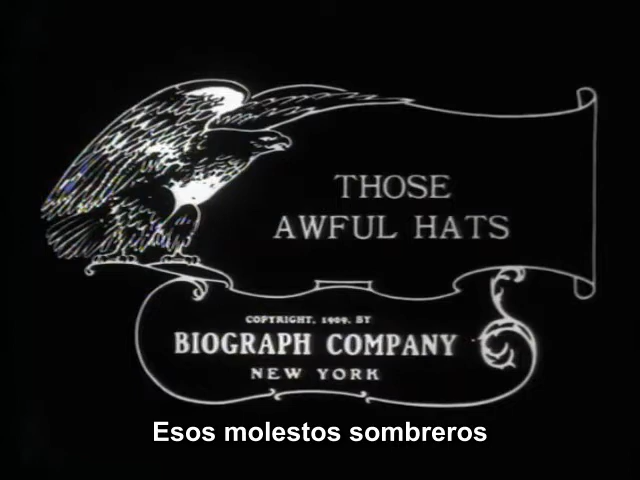 THOSE
AWFUL HATS
COPYRIGHT, 1909, BY
BIOGRAPH COMPANY
NEW YORK
Esos molestos sombreros